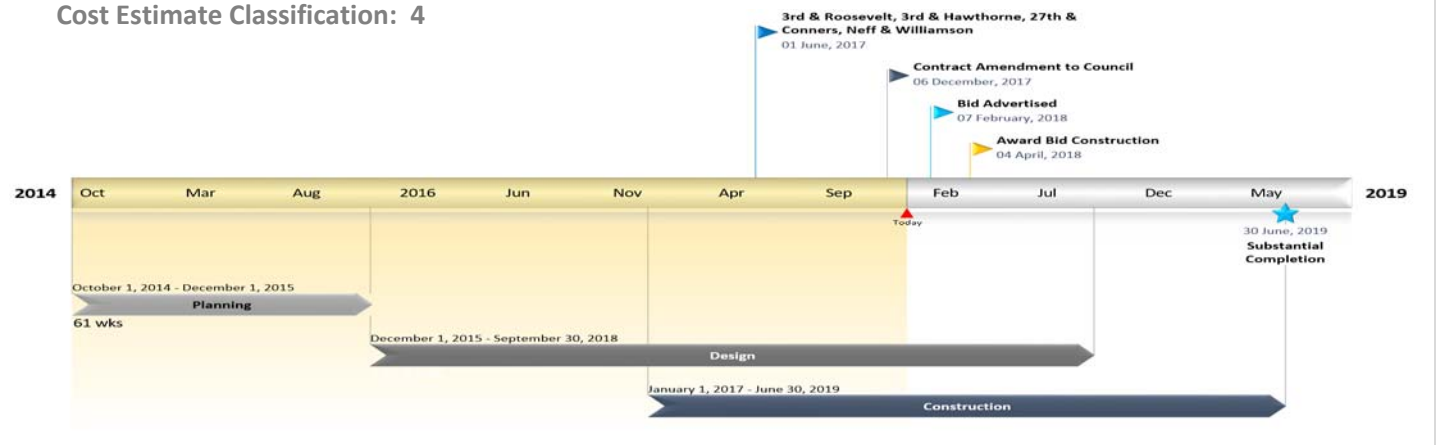 Cost Estimate Classification: 4
3rd & Roosevelt, 3rd & Hawthorne, 27th &
Conners, Neff & Williamson
01 June, 2017
Contract Amendment to Council
06 December, 2017
Bid Advertised
07 February, 2018
Award Bid Construction
04 April, 2018
2014 Oct Mar Aug 2016 Jun Nov Apr Sep Feb Jul Dec May 2019
Today
30 June, 2019
Substantial
Completion
October 1, 2014 - December 1, 2015
Planning
61 wks
December 1, 2015 - September 30, 2018
Design
January 1, 2017 - June 30, 2019
Construction